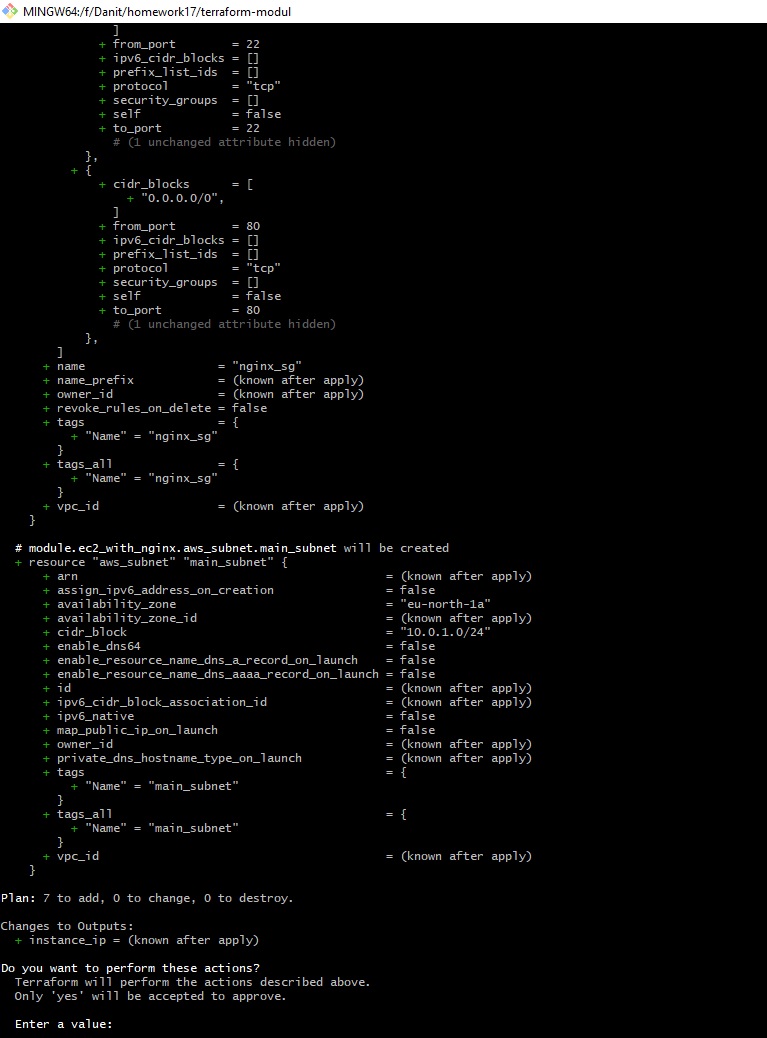 MINGW64:/f/Danit/homework17/terraform-modul
]
+ from_port = 22
+ ipv6_cidr_blocks = []
+ prefix_list_ids = []
+ protocol = "tcp"
+ security_groups = []
+ self = false
+ to_port = 22
# (1 unchanged attribute hidden)
},
+ {
+ cidr_blocks = [
+ "0.0.0.0/0",
]
+ from_port = 80
+ ipv6_cidr_blocks = []
+ prefix_list_ids = []
+ protocol = "tcp"
+ security_groups = []
+ self = false
+ to_port = 80
# (1 unchanged attribute hidden)
},
]
+ name = "nginx_sg"
+ name_prefix = (known after apply)
+ owner_id = (known after apply)
+ revoke_rules_on_delete = false
+ tags = {
+ "Name" = "nginx_sg"
}
+ tags_all = {
+ "Name" = "nginx_sg"
}
+ vpc_id = (known after apply)
}
# module.ec2_with_nginx.aws_subnet.main_subnet will be created
+ resource "aws_subnet" "main_subnet" {
+ arn = (known after apply)
+ assign_ipv6_address_on_creation = false
+ availability_zone = "eu-north-1a"
+ availability_zone_id = (known after apply)
+ cidr_block = "10.0.1.0/24"
+ enable_dns64 = false
+ enable_resource_name_dns_a_record_on_launch = false
+ enable_resource_name_dns_aaaa_record_on_launch = false
+ id = (known after apply)
+ ipv6_cidr_block_association_id = (known after apply)
+ ipv6_native = false
+ map_public_ip_on_launch = false
+ owner_id = (known after apply)
+ private_dns_hostname_type_on_launch = (known after apply)
+ tags = {
+ "Name" = "main_subnet"
}
+ tags_all = {
+ "Name" = "main_subnet"
}
+ vpc_id = (known after apply)
}
Plan: 7 to add, 0 to change, 0 to destroy.
Changes to Outputs:
+ instance_ip = (known after apply)
Do you want to perform these actions?
Terraform will perform the actions described above.
Only 'yes' will be accepted to approve.
Enter a value: